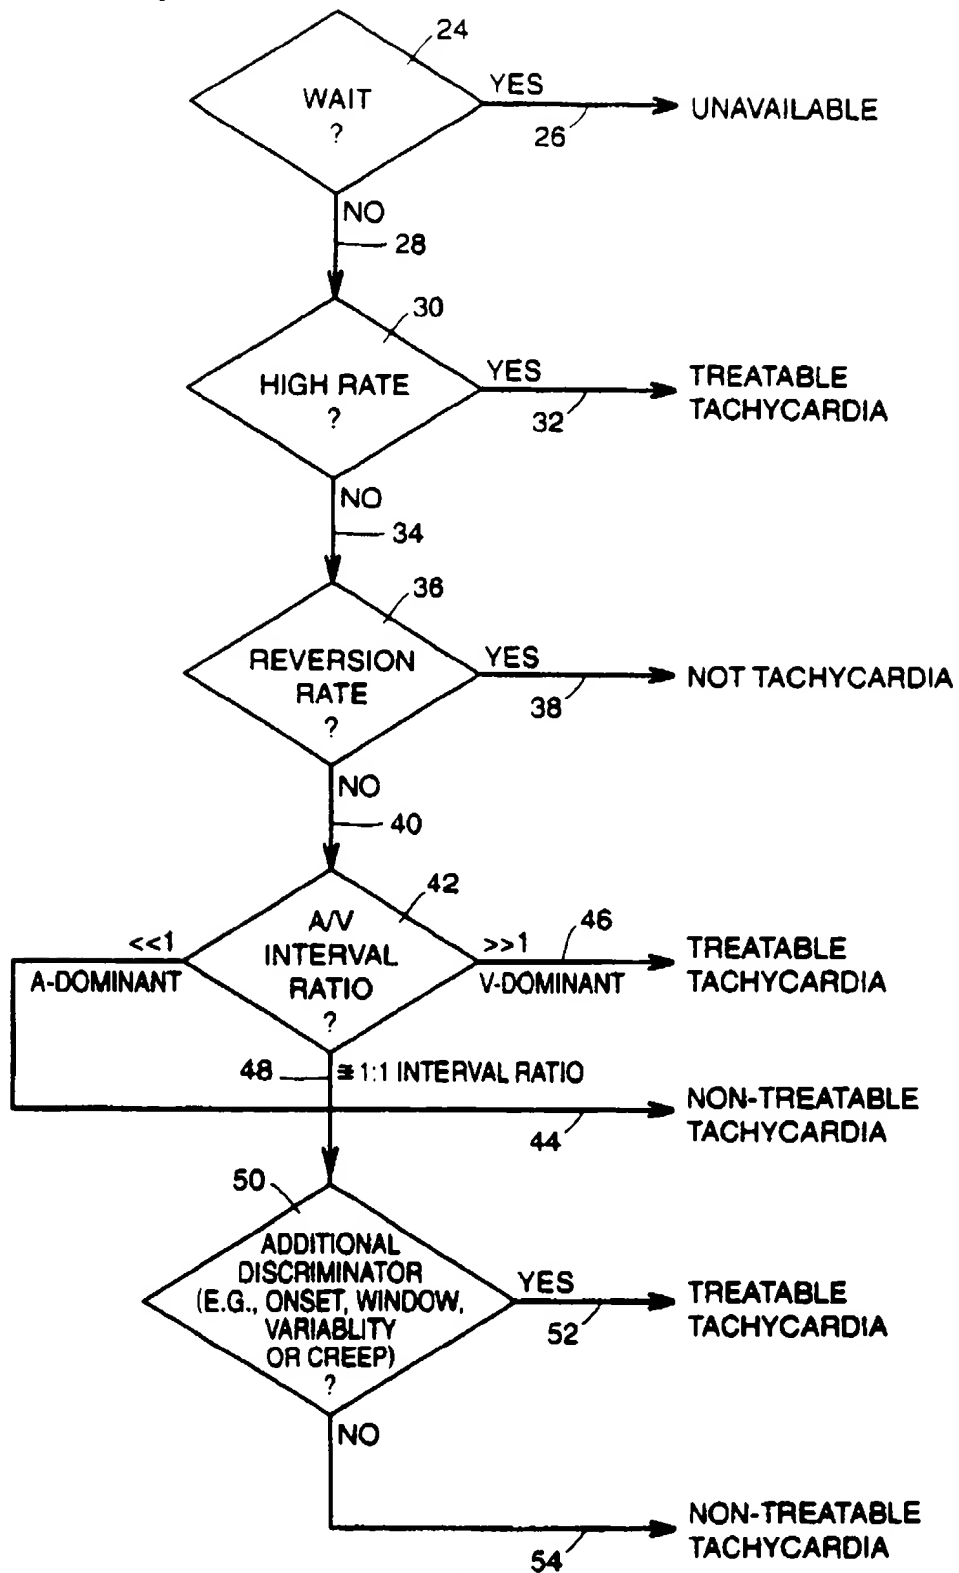 24
WAIT
?
YES
26
UNAVAILABLE
NO
28
30
HIGH RATE
?
YES
32
TREATABLE
TACHYCARDIA
NO
34
36
REVERSION
RATE
?
YES
38
NOT TACHYCARDIA
NO
40
42
A/V
INTERVAL
RATIO
?
<<1
A-DOMINANT
>>1
V-DOMINANT
46
TREATABLE
TACHYCARDIA
48
≅ 1:1 INTERVAL RATIO
44
NON-TREATABLE
TACHYCARDIA
50
ADDITIONAL
DISCRIMINATOR
(E.G., ONSET, WINDOW,
VARIABLITY
OR CREEP)
?
YES
52
TREATABLE
TACHYCARDIA
NO
54
NON-TREATABLE
TACHYCARDIA